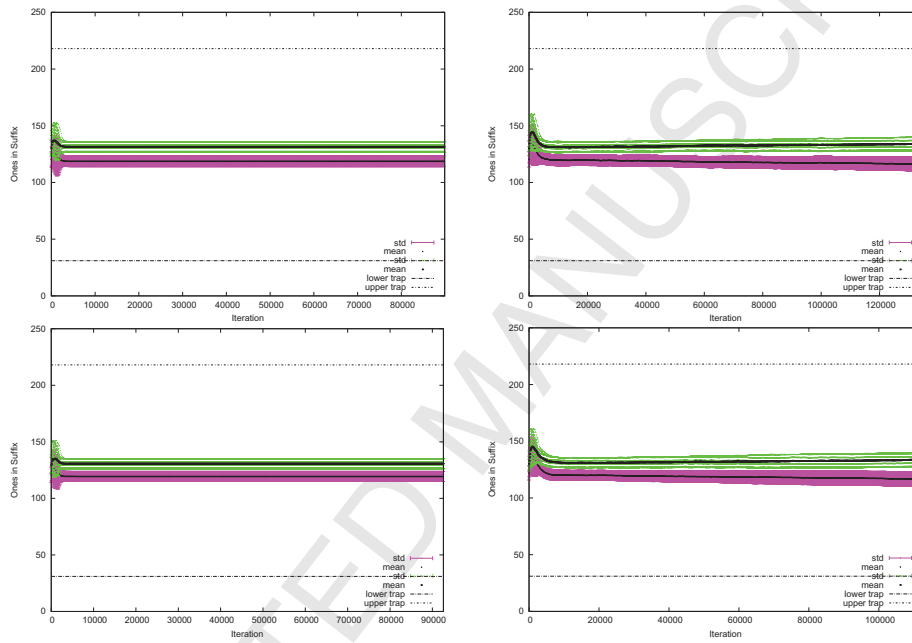 250
200
150
100
50
0
Ones in Suffix
std
mean
std
mean
lower trap
upper trap
0 10000 20000 30000 40000 50000 60000 70000 80000
Iteration
250
200
150
100
50
0
Ones in Suffix
std
mean
std
mean
lower trap
upper trap
0 20000 40000 60000 80000 100000 120000
Iteration
250
200
150
100
50
0
Ones in Suffix
std
mean
std
mean
lower trap
upper trap
0 10000 20000 30000 40000 50000 60000 70000 80000 90000
Iteration
250
200
150
100
50
0
Ones in Suffix
std
mean
std
mean
lower trap
upper trap
0 20000 40000 60000 80000 100000
Iteration
TED MANUSC